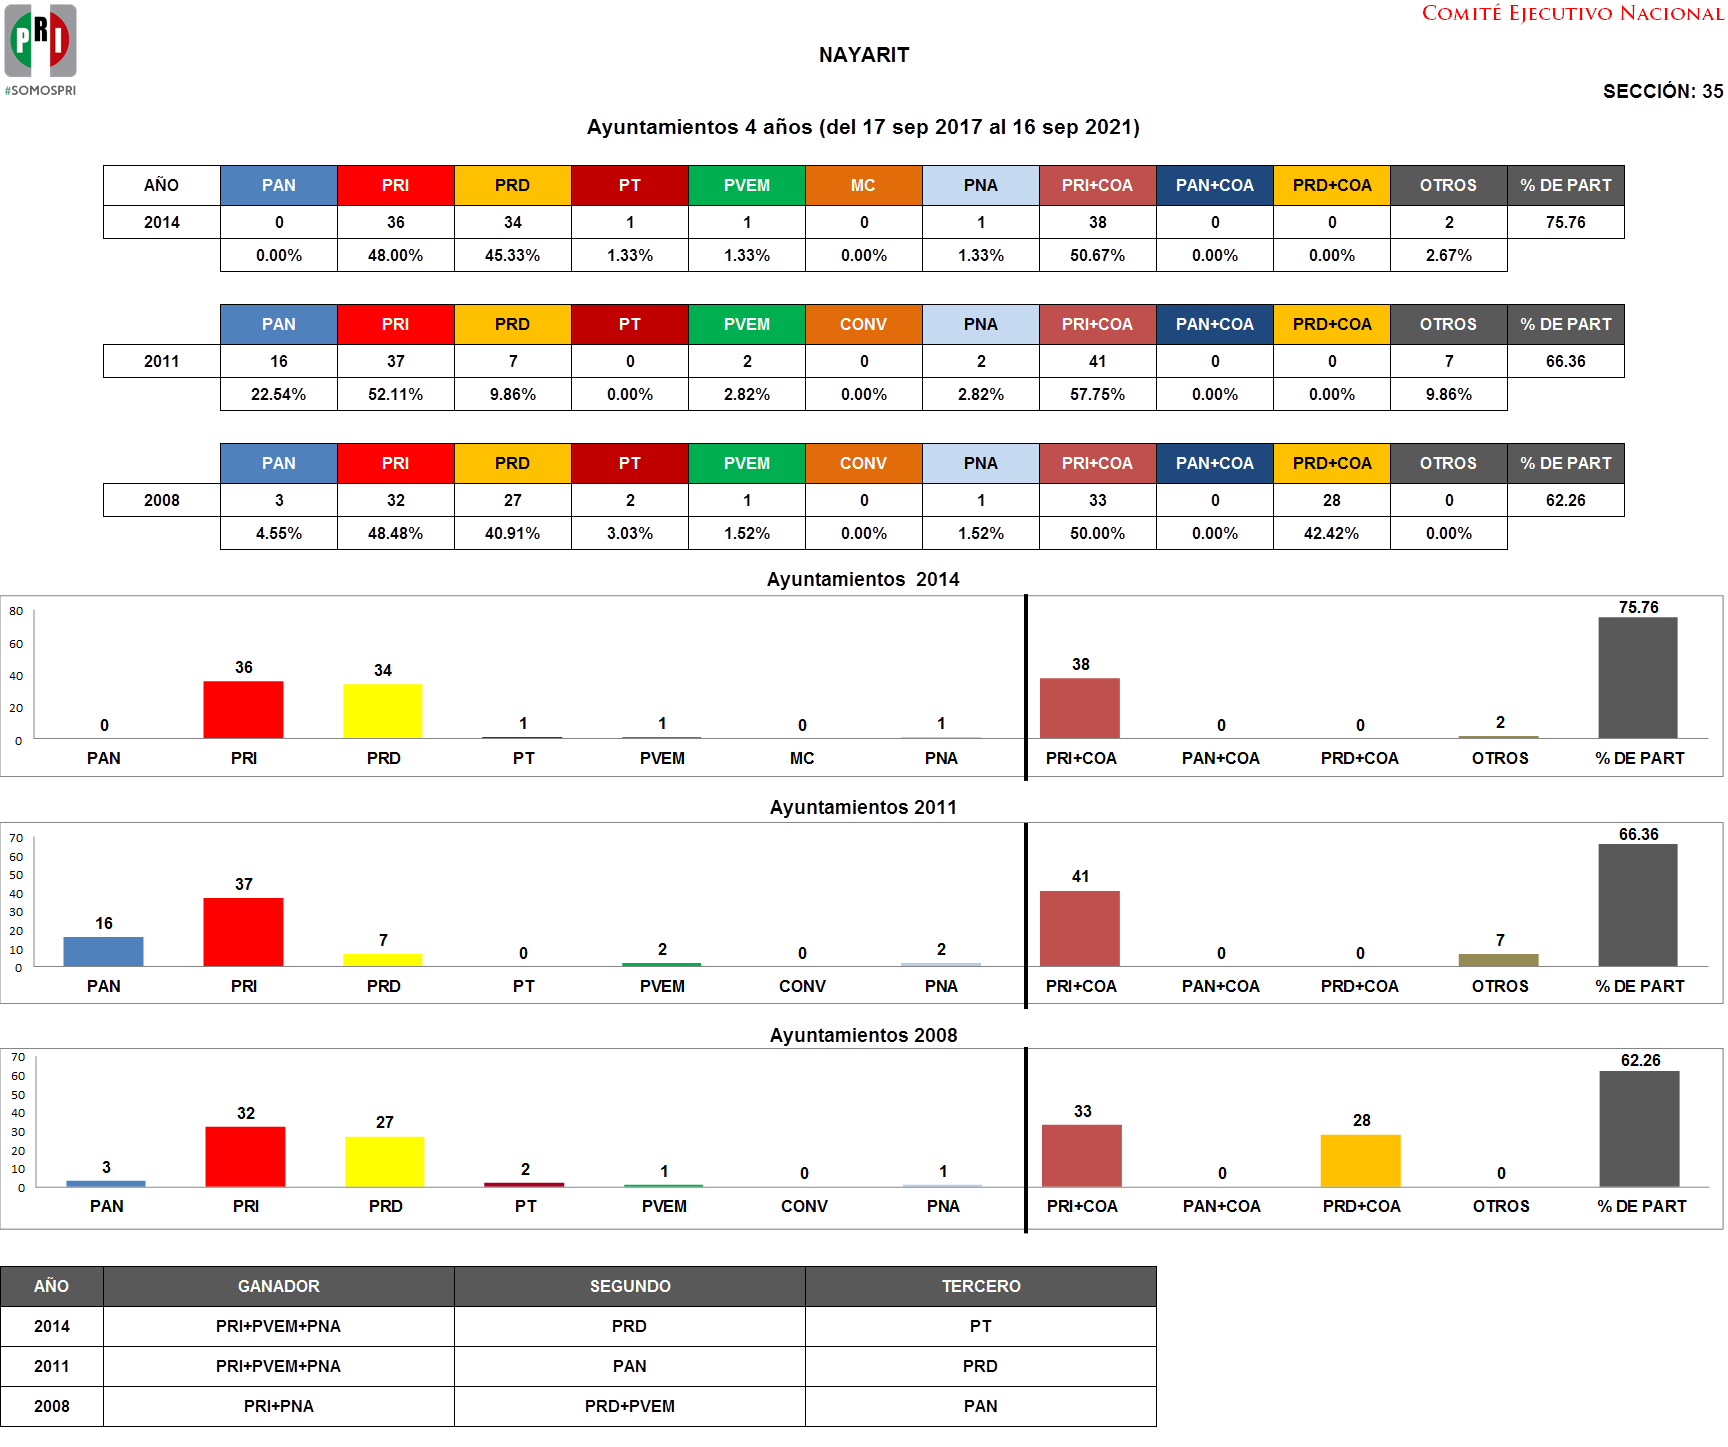 COMITÉ EJECUTIVO NACIONAL
PRI
#SOMOSPRI
NAYARIT
SECCIÓN: 35
Ayuntamientos 4 años (del 17 sep 2017 al 16 sep 2021)
AÑO PAN PRI PRD PT PVEM MC PNA PRI+COA PAN+COA PRD+COA OTROS % DE PART
2014 0 36 34 1 1 0 1 38 0 0 2 75.76
0.00% 48.00% 45.33% 1.33% 1.33% 0.00% 1.33% 50.67% 0.00% 0.00% 2.67%
PAN PRI PRD PT PVEM CONV PNA PRI+COA PAN+COA PRD+COA OTROS % DE PART
2011 16 37 7 0 2 0 2 41 0 0 7 66.36
22.54% 52.11% 9.86% 0.00% 2.82% 0.00% 2.82% 57.75% 0.00% 0.00% 9.86%
PAN PRI PRD PT PVEM CONV PNA PRI+COA PAN+COA PRD+COA OTROS % DE PART
2008 3 32 27 2 1 0 1 33 0 28 0 62.26
4.55% 48.48% 40.91% 3.03% 1.52% 0.00% 1.52% 50.00% 0.00% 42.42% 0.00%
Ayuntamientos 2014
80
60
40
20
0
0 36 34 1 1 0 1 38 0 0 2 75.76
PAN PRI PRD PT PVEM MC PNA PRI+COA PAN+COA PRD+COA OTROS % DE PART
Ayuntamientos 2011
70
60
50
40
30
20
10
0
16 37 7 0 2 0 2 41 0 0 7 66.36
PAN PRI PRD PT PVEM CONV PNA PRI+COA PAN+COA PRD+COA OTROS % DE PART
Ayuntamientos 2008
70
60
50
40
30
20
10
0
3 32 27 2 1 0 1 33 0 28 0 62.26
PAN PRI PRD PT PVEM CONV PNA PRI+COA PAN+COA PRD+COA OTROS % DE PART
AÑO GANADOR SEGUNDO TERCERO
2014 PRI+PVEM+PNA PRD PT
2011 PRI+PVEM+PNA PAN PRD
2008 PRI+PNA PRD+PVEM PAN